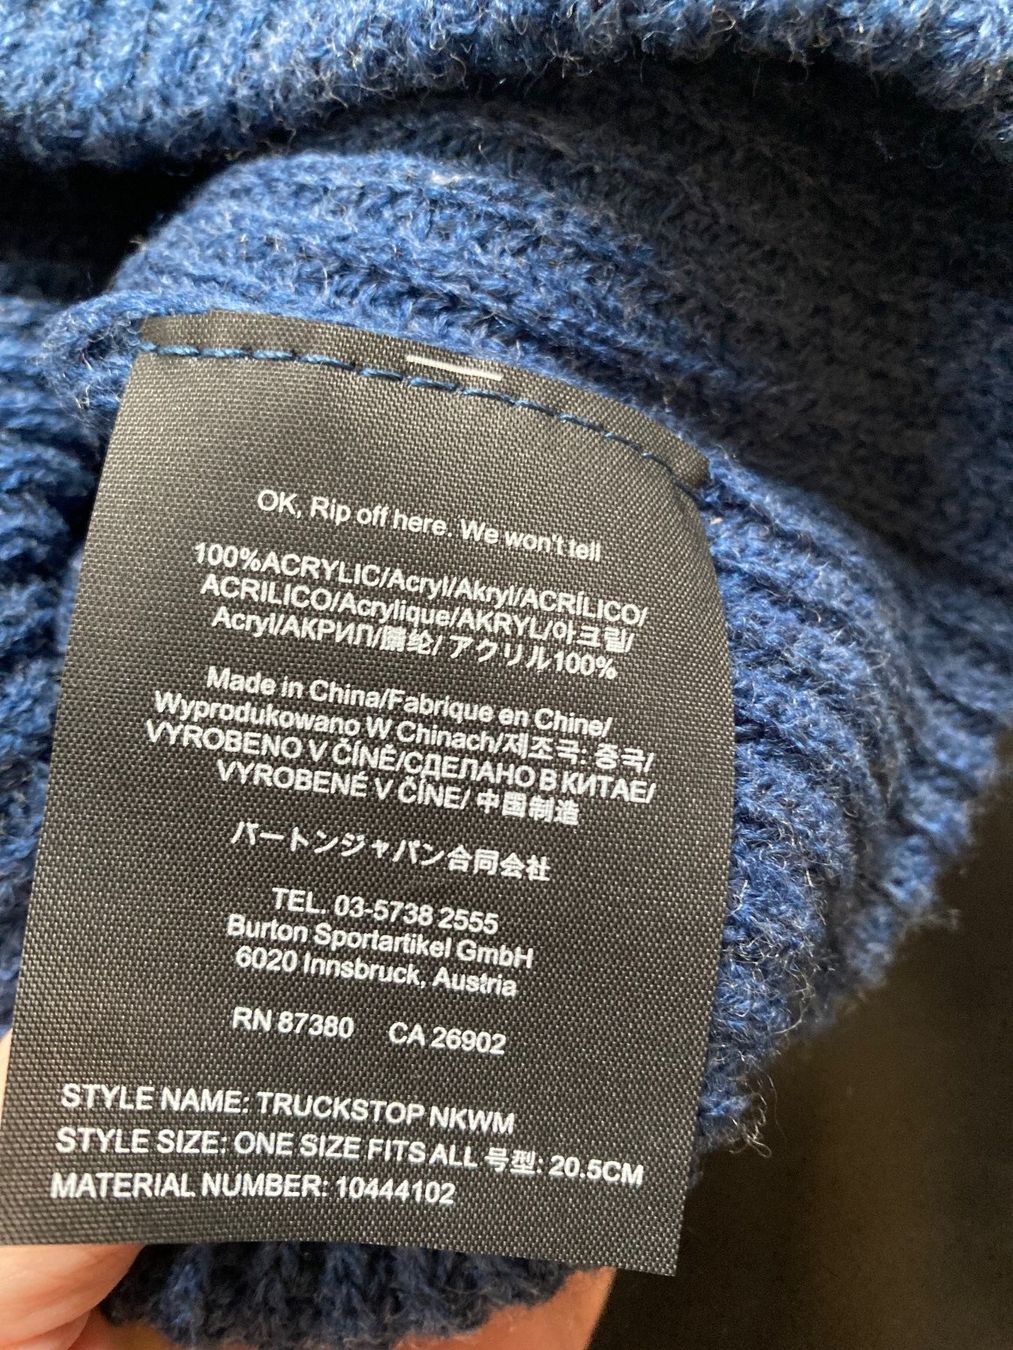 OK, Rip off here. We won't tell
100%ACRYLIC/Acryl/Akryl/ACRÍLICO/
ACRILICO/Acrylique/AKRYL/아크릴/
Acryl/АКРИЛ/腈纶/ アクリル100%
Made in China/Fabrique en Chine/
Wyprodukowano W Chinach/제조국: 중국/
VYROBENO V ČÍNĚ/СДЕЛАНО В КИТАЕ/
VYROBENÉ V ČÍNE/ 中国制造
バートンジャパン合同会社
TEL. 03-5738 2555
Burton Sportartikel GmbH
6020 Innsbruck, Austria
RN 87380 CA 26902
STYLE NAME: TRUCKSTOP NKWM
STYLE SIZE: ONE SIZE FITS ALL 号型: 20.5CM
MATERIAL NUMBER: 10444102